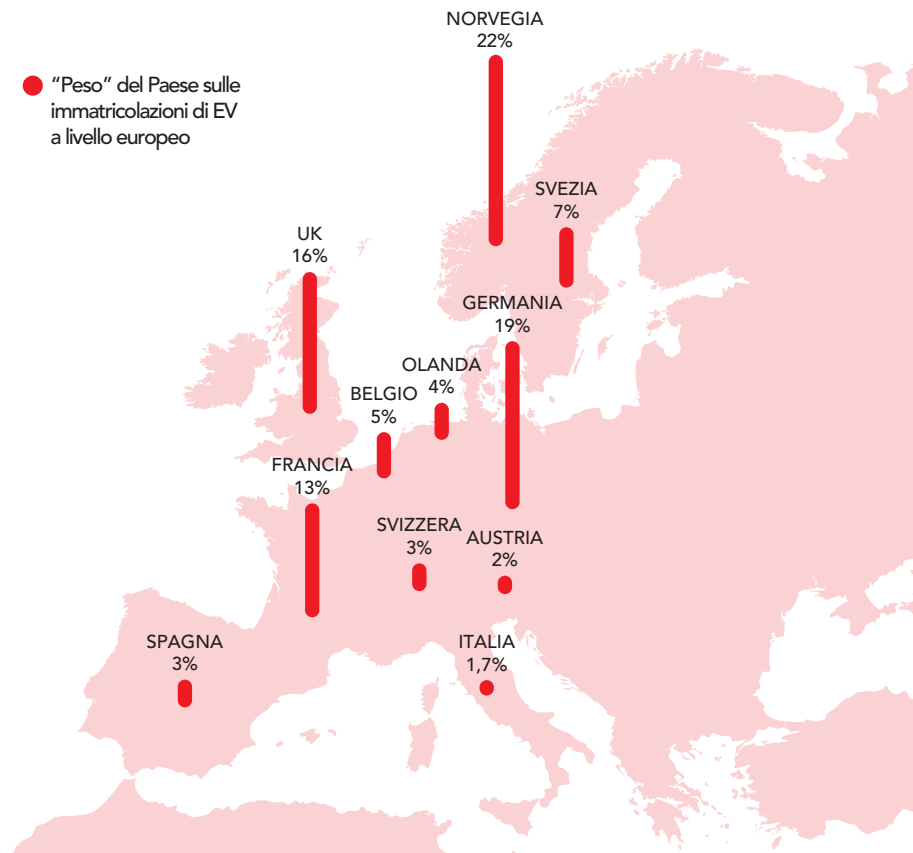 NORVEGIA
22%
“Peso” del Paese sulle
immatricolazioni di EV
a livello europeo
SVEZIA
7%
UK
16%
GERMANIA
19%
OLANDA
4%
BELGIO
5%
FRANCIA
13%
SVIZZERA
3%
AUSTRIA
2%
SPAGNA
3%
ITALIA
1,7%